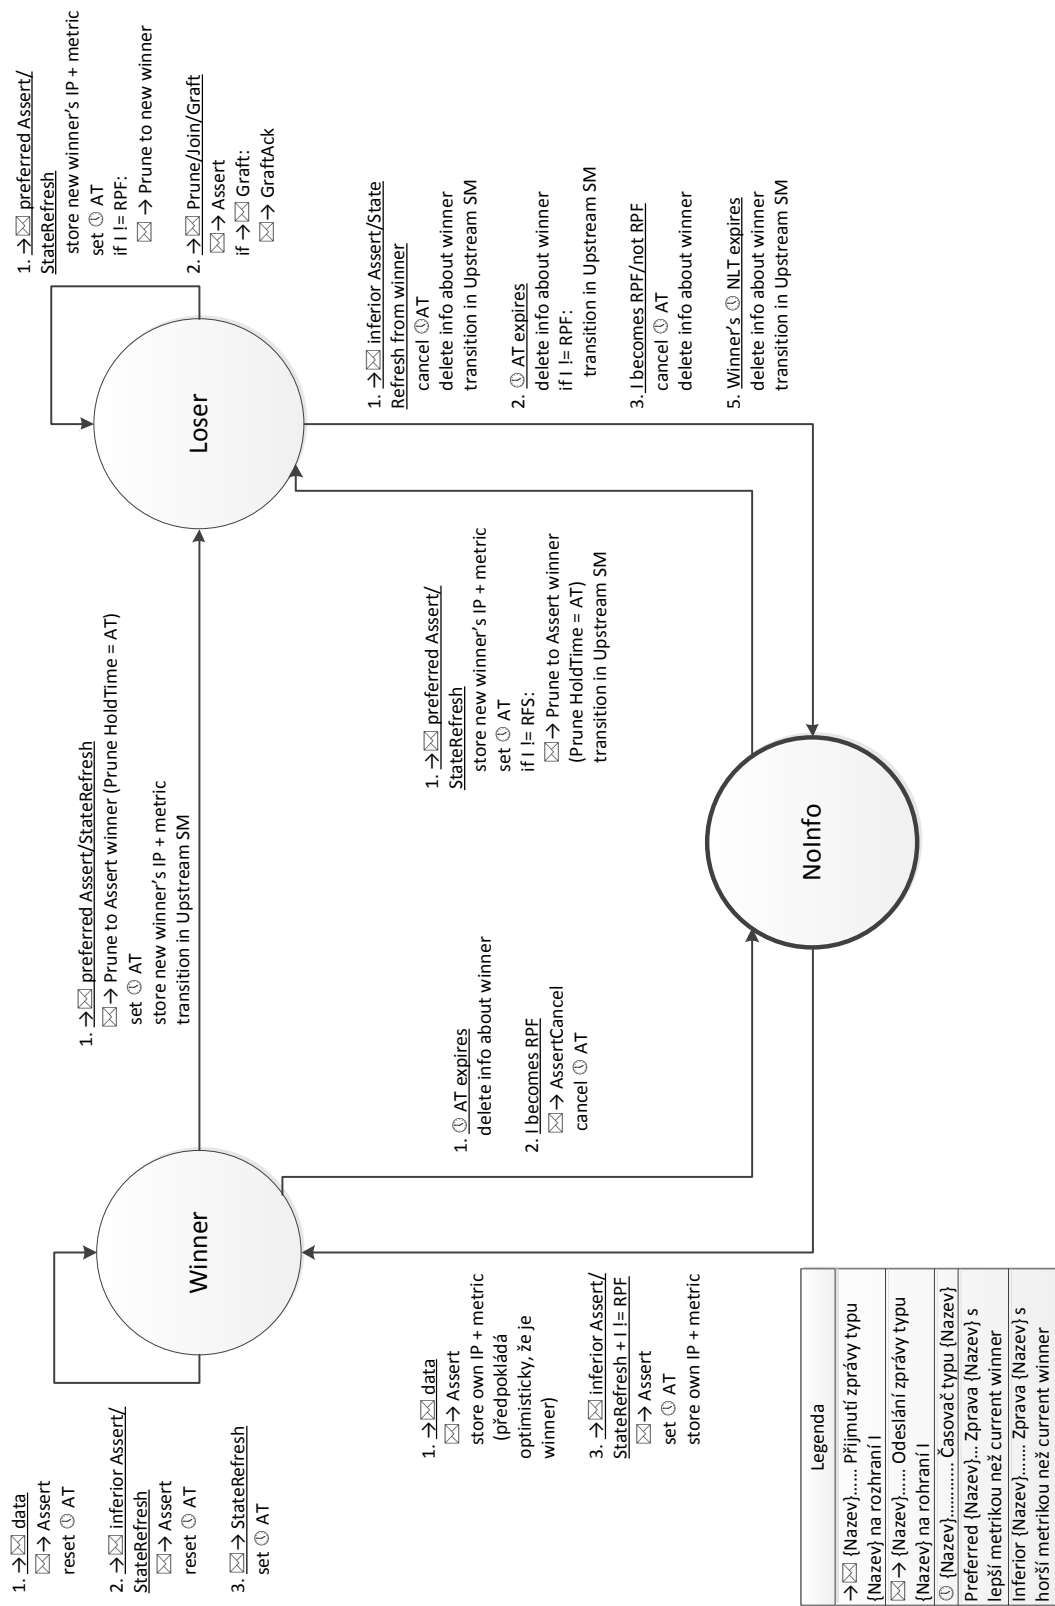 1. →✉ data
✉→ Assert
reset 🕒 AT
2. →✉ inferior Assert/
StateRefresh
✉→ Assert
reset 🕒 AT
3. ✉→ StateRefresh
set 🕒 AT
Winner
1. →✉ preferred Assert/StateRefresh
✉→ Prune to Assert winner (Prune HoldTime = AT)
set 🕒 AT
store new winner's IP + metric
transition in Upstream SM
Loser
1. →✉ preferred Assert/
StateRefresh
store new winner's IP + metric
set 🕒 AT
if I != RPF:
✉ → Prune to new winner
2. →✉ Prune/Join/Graft
✉→ Assert
if →✉ Graft:
✉→ GraftAck
1. →✉ data
✉→ Assert
store own IP + metric
(předpokládá
optimisticky, že je
winner)
3. →✉ inferior Assert/
StateRefresh + I != RPF
✉→ Assert
set 🕒 AT
store own IP + metric
1. 🕒 AT expires
delete info about winner
2. I becomes RPF
✉→ AssertCancel
cancel 🕒 AT
1. →✉ preferred Assert/
StateRefresh
store new winner's IP + metric
set 🕒 AT
if I != RFS:
✉→ Prune to Assert winner
(Prune HoldTime = AT)
transition in Upstream SM
1. →✉ inferior Assert/State
Refresh from winner
cancel 🕒AT
delete info about winner
transition in Upstream SM
2. 🕒 AT expires
delete info about winner
if I != RPF:
transition in Upstream SM
3. I becomes RPF/not RPF
cancel 🕒 AT
delete info about winner
5. Winner's 🕒 NLT expires
delete info about winner
transition in Upstream SM
NoInfo
Legenda
→✉ {Nazev}...... Přijmutí zprávy typu
{Nazev} na rozhraní I
✉→ {Nazev}..... Odeslání zprávy typu
{Nazev} na rohraní I
🕒 {Nazev}............. Časovač typu {Nazev}
Preferred {Nazev}... Zprava {Nazev} s
lepší metrikou než current winner
Inferior {Nazev}....... Zprava {Nazev} s
horší metrikou než current winner